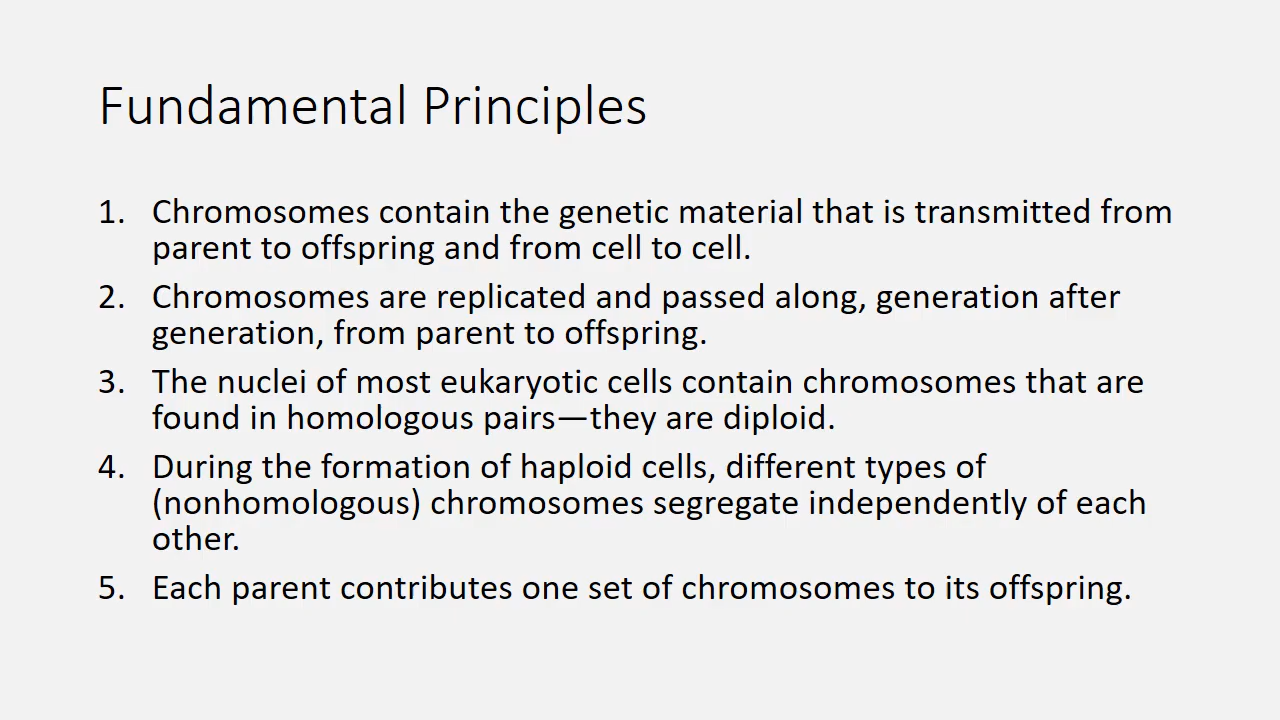 Fundamental Principles
1. Chromosomes contain the genetic material that is transmitted from
parent to offspring and from cell to cell.
2. Chromosomes are replicated and passed along, generation after
generation, from parent to offspring.
3. The nuclei of most eukaryotic cells contain chromosomes that are
found in homologous pairs—they are diploid.
4. During the formation of haploid cells, different types of
(nonhomologous) chromosomes segregate independently of each
other.
5. Each parent contributes one set of chromosomes to its offspring.